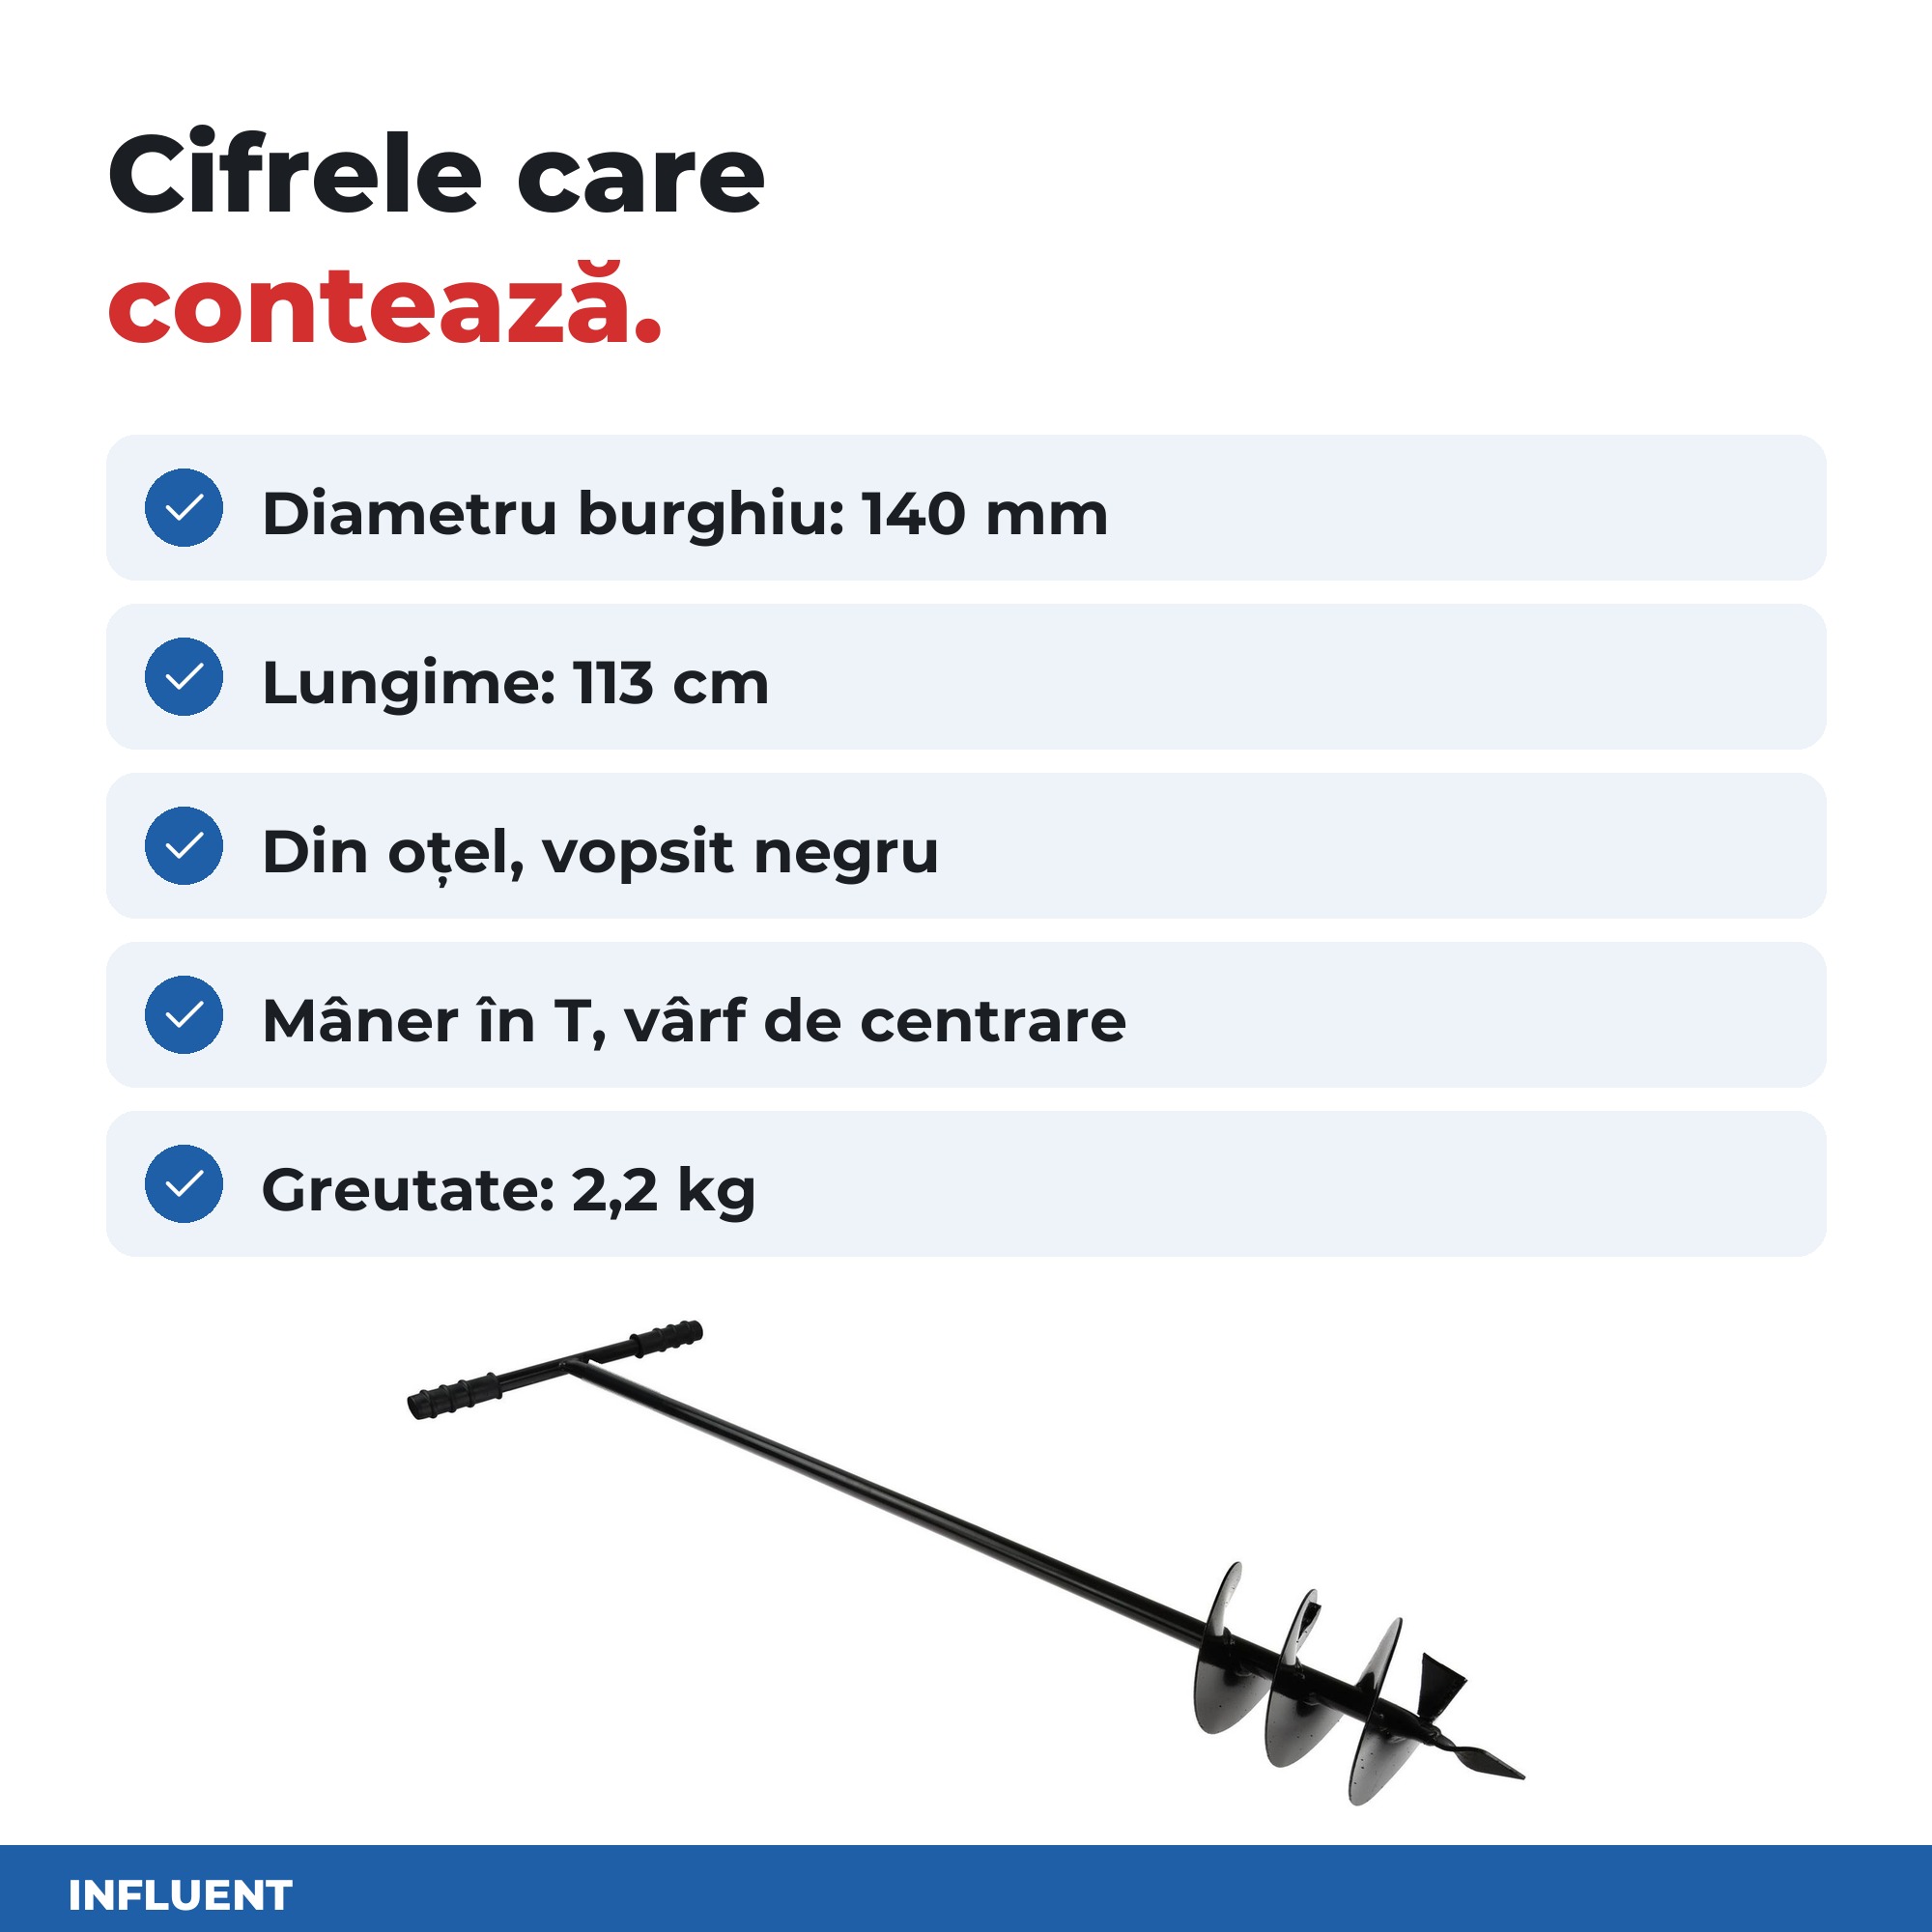 Cifrele care
contează.
Diametru burghiu: 140 mm
Lungime: 113 cm
Din oțel, vopsit negru
Mâner în T, vârf de centrare
Greutate: 2,2 kg
INFLUENT